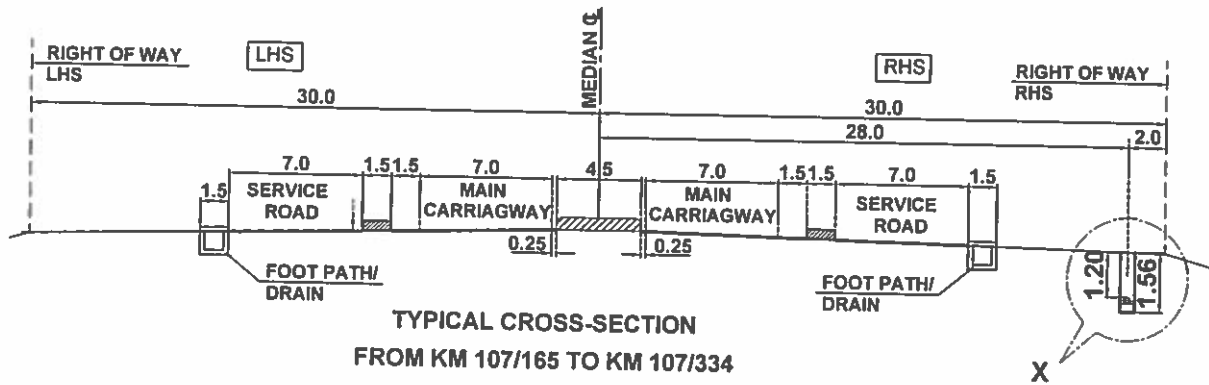 MEDIAN ℄
RIGHT OF WAY
LHS
LHS
RHS
RIGHT OF WAY
RHS
30.0
30.0
28.0
2.0
1.5
7.0
1.5
1.5
7.0
4.5
7.0
1.5
1.5
7.0
1.5
SERVICE
ROAD
MAIN
CARRIAGWAY
MAIN
CARRIAGWAY
SERVICE
ROAD
0.25
0.25
FOOT PATH/
DRAIN
FOOT PATH/
DRAIN
1.20
1.56
X
TYPICAL CROSS-SECTION
FROM KM 107/165 TO KM 107/334